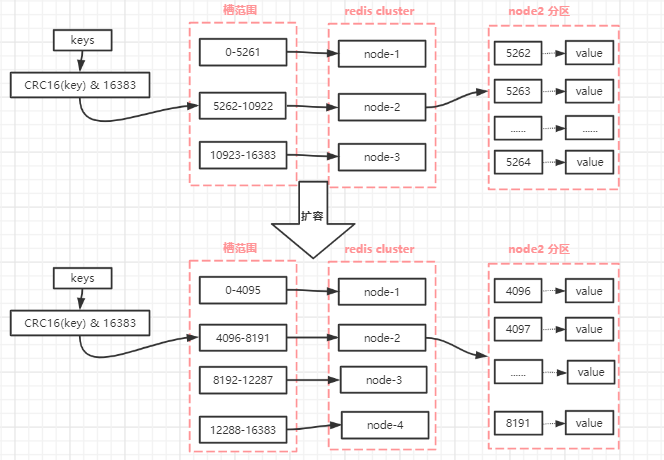 槽范围
redis cluster
node2 分区
keys
CRC16(key) & 16383
0-5261
node-1
5262
value
5262-10922
node-2
5263
value
......
......
10923-16383
node-3
5264
value
扩容
槽范围
redis cluster
node2 分区
keys
CRC16(key) & 16383
0-4095
node-1
4096
value
4096-8191
node-2
4097
value
8192-12287
node-3
......
value
12288-16383
node-4
8191
value